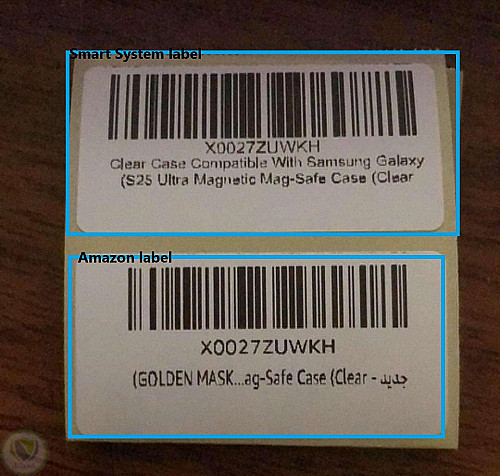 Smart System label
X0027ZUWKH
Clear Case Compatible With Samsung Galaxy
(S25 Ultra Magnetic Mag-Safe Case (Clear
Amazon label
X0027ZUWKH
(GOLDEN MASK...ag-Safe Case (Clear - جديد